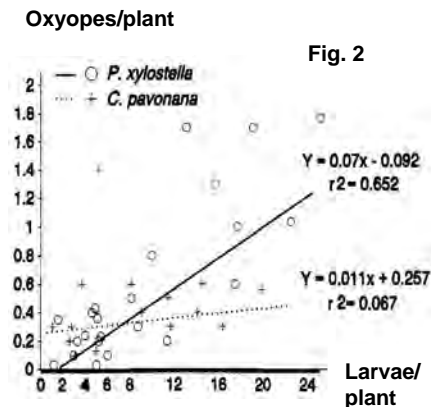 Oxyopes/plant
Fig. 2
P. xylostella
C. pavonana
2
1.8
1.6
1.4
1.2
1
0.8
0.6
0.4
0.2
0
Y = 0.07x - 0.092
r2= 0.652
Y = 0.011x + 0.257
r2= 0.067
0 2 4 6 8 12 16 20 24
Larvae/
plant